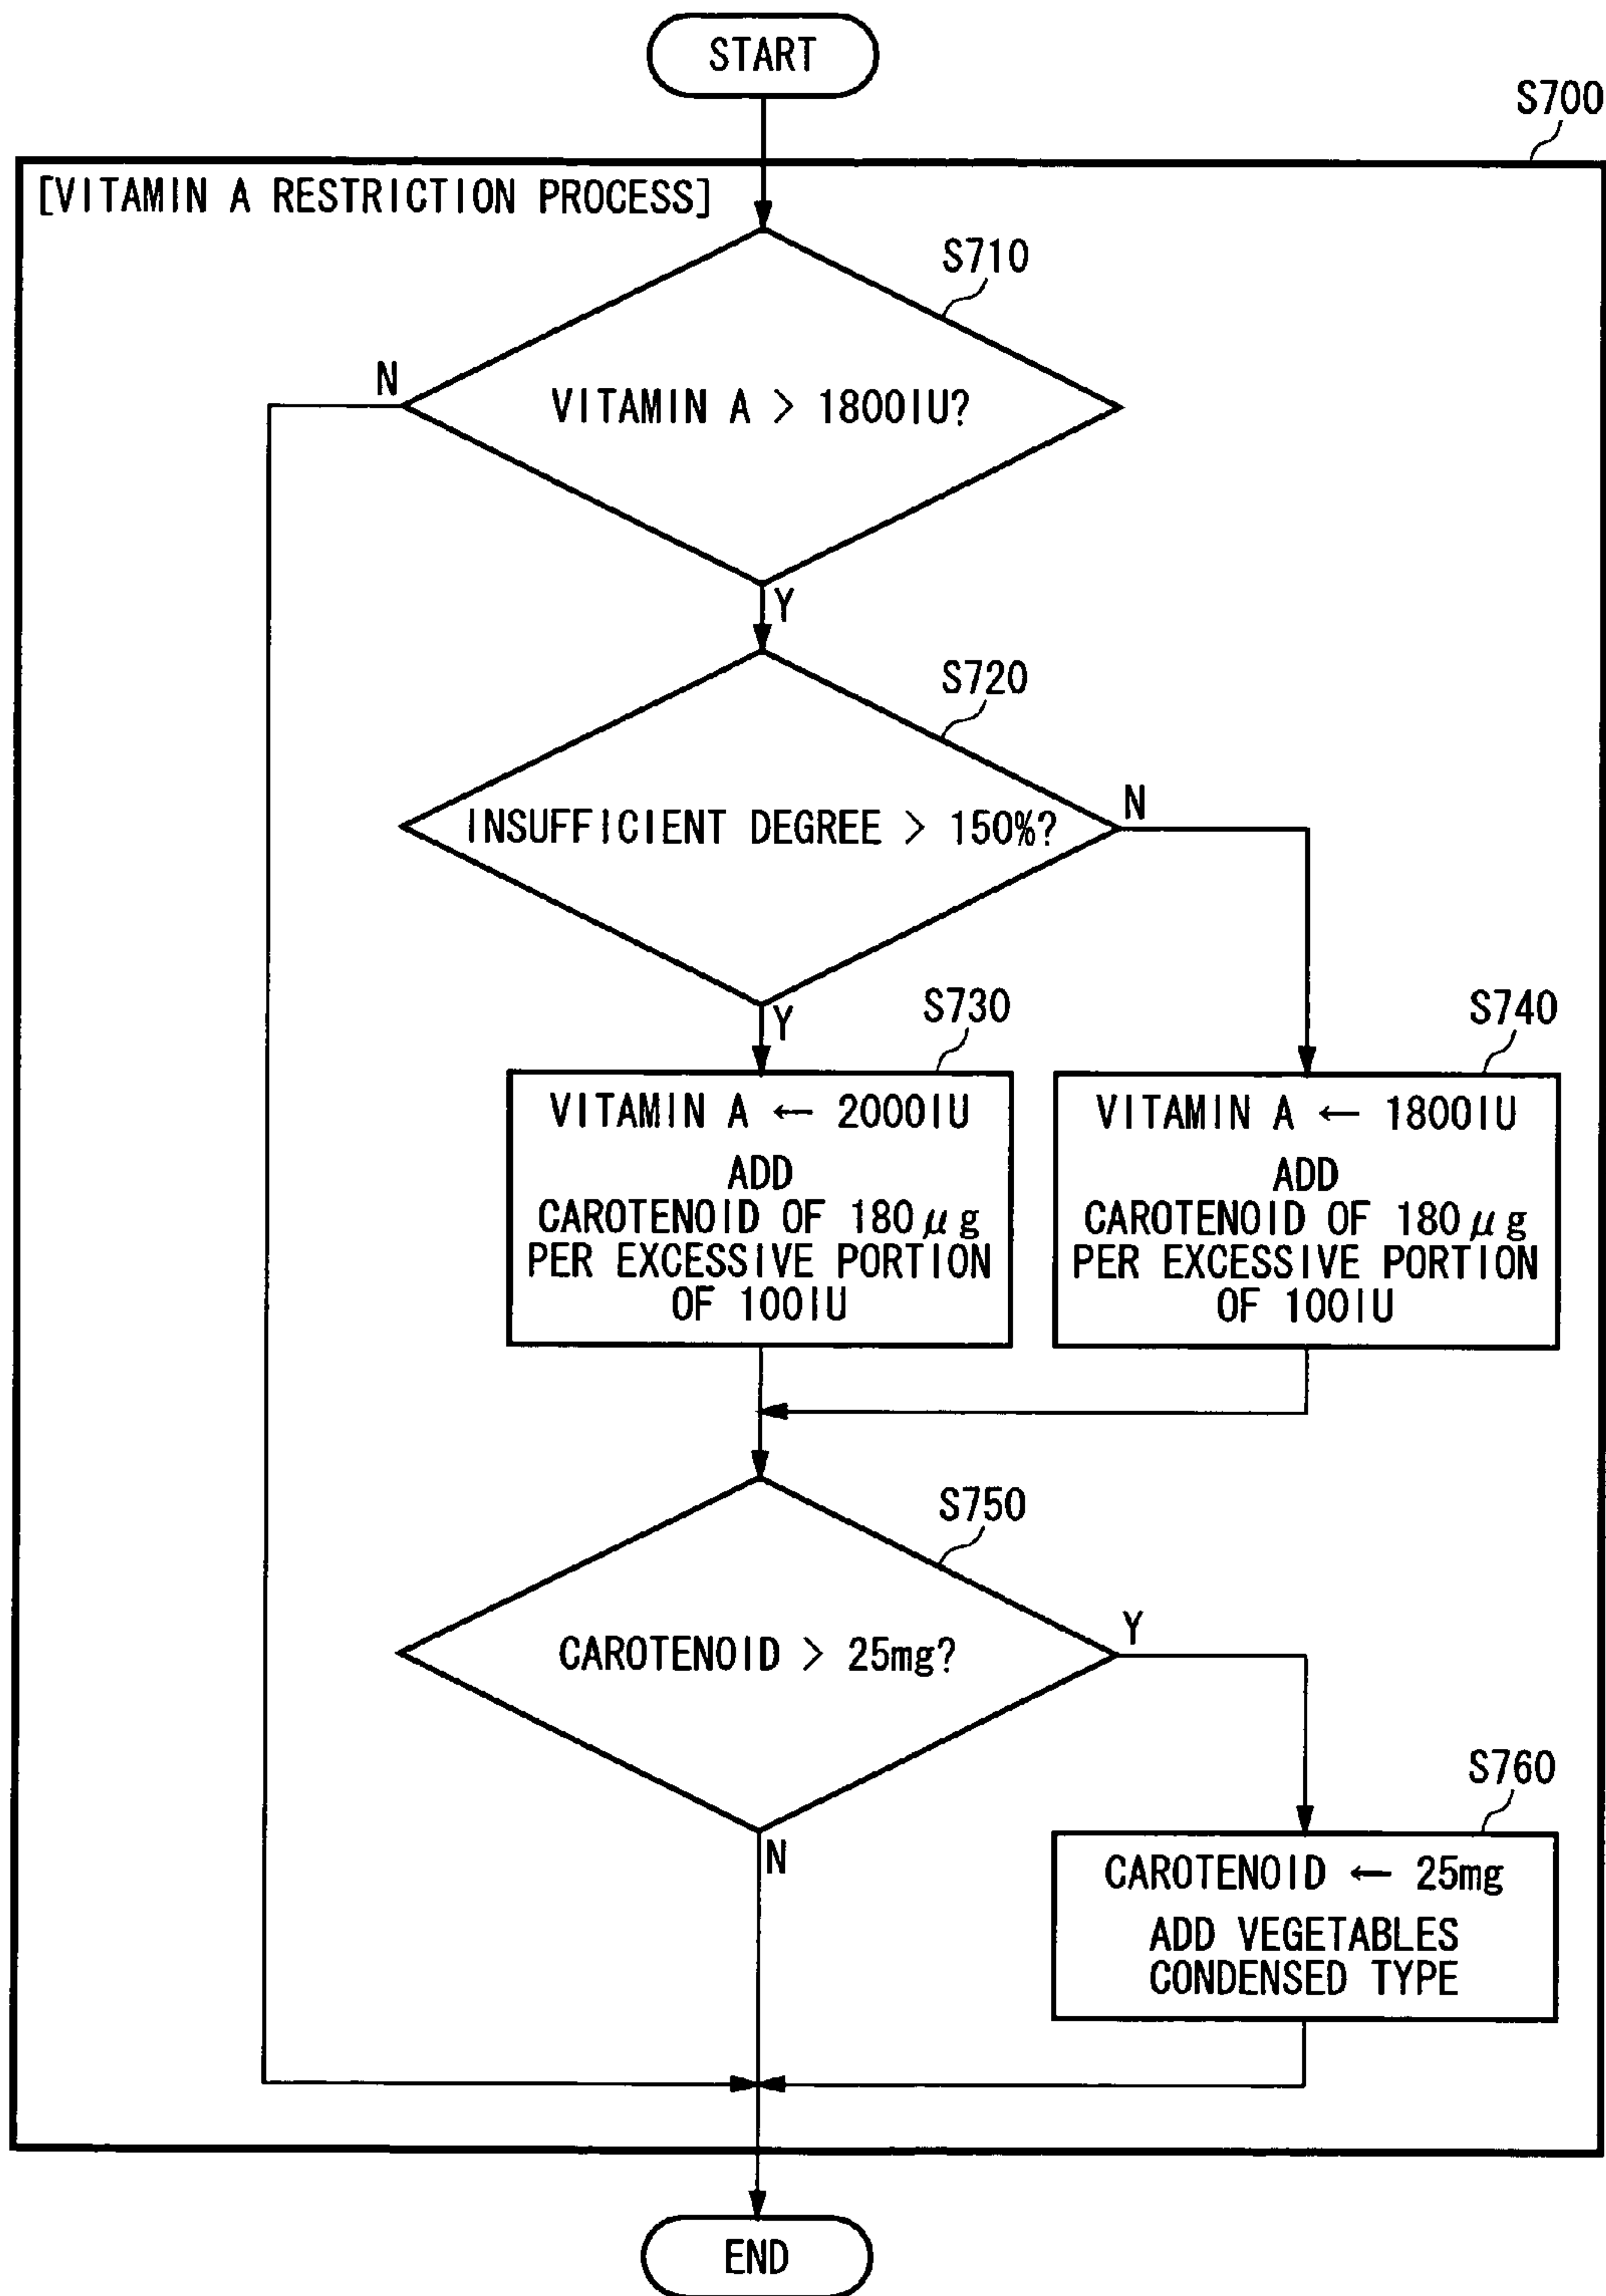 START
S700
[VITAMIN A RESTRICTION PROCESS]
S710
N
VITAMIN A > 1800IU?
Y
S720
INSUFFICIENT DEGREE > 150%?
N
Y
S730
VITAMIN A ← 2000IU
ADD
CAROTENOID OF 180μg
PER EXCESSIVE PORTION
OF 100IU
S740
VITAMIN A ← 1800IU
ADD
CAROTENOID OF 180μg
PER EXCESSIVE PORTION
OF 100IU
S750
CAROTENOID > 25mg?
Y
N
S760
CAROTENOID ← 25mg
ADD VEGETABLES
CONDENSED TYPE
END